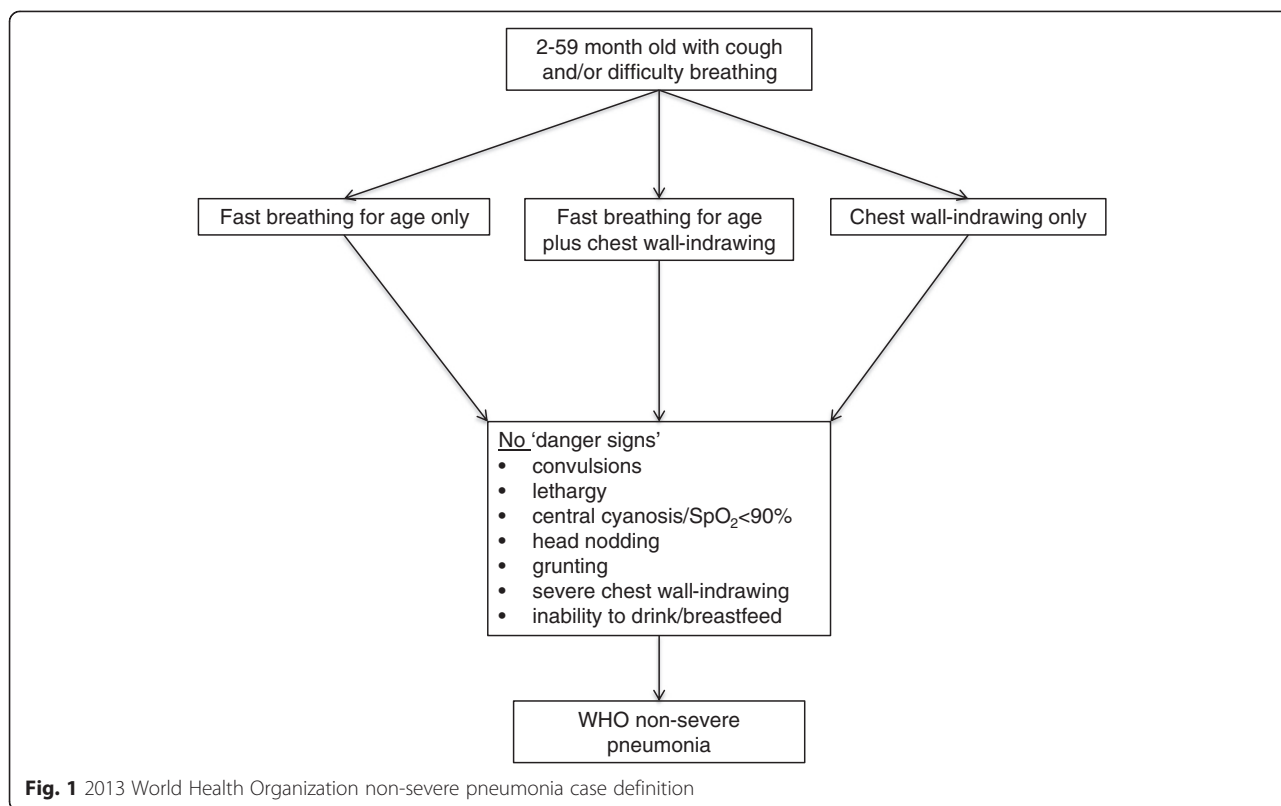 2-59 month old with cough
and/or difficulty breathing
Fast breathing for age only
Fast breathing for age
plus chest wall-indrawing
Chest wall-indrawing only
No ‘danger signs’
• convulsions
• lethargy
• central cyanosis/SpO₂<90%
• head nodding
• grunting
• severe chest wall-indrawing
• inability to drink/breastfeed
WHO non-severe
pneumonia
Fig. 1 2013 World Health Organization non-severe pneumonia case definition